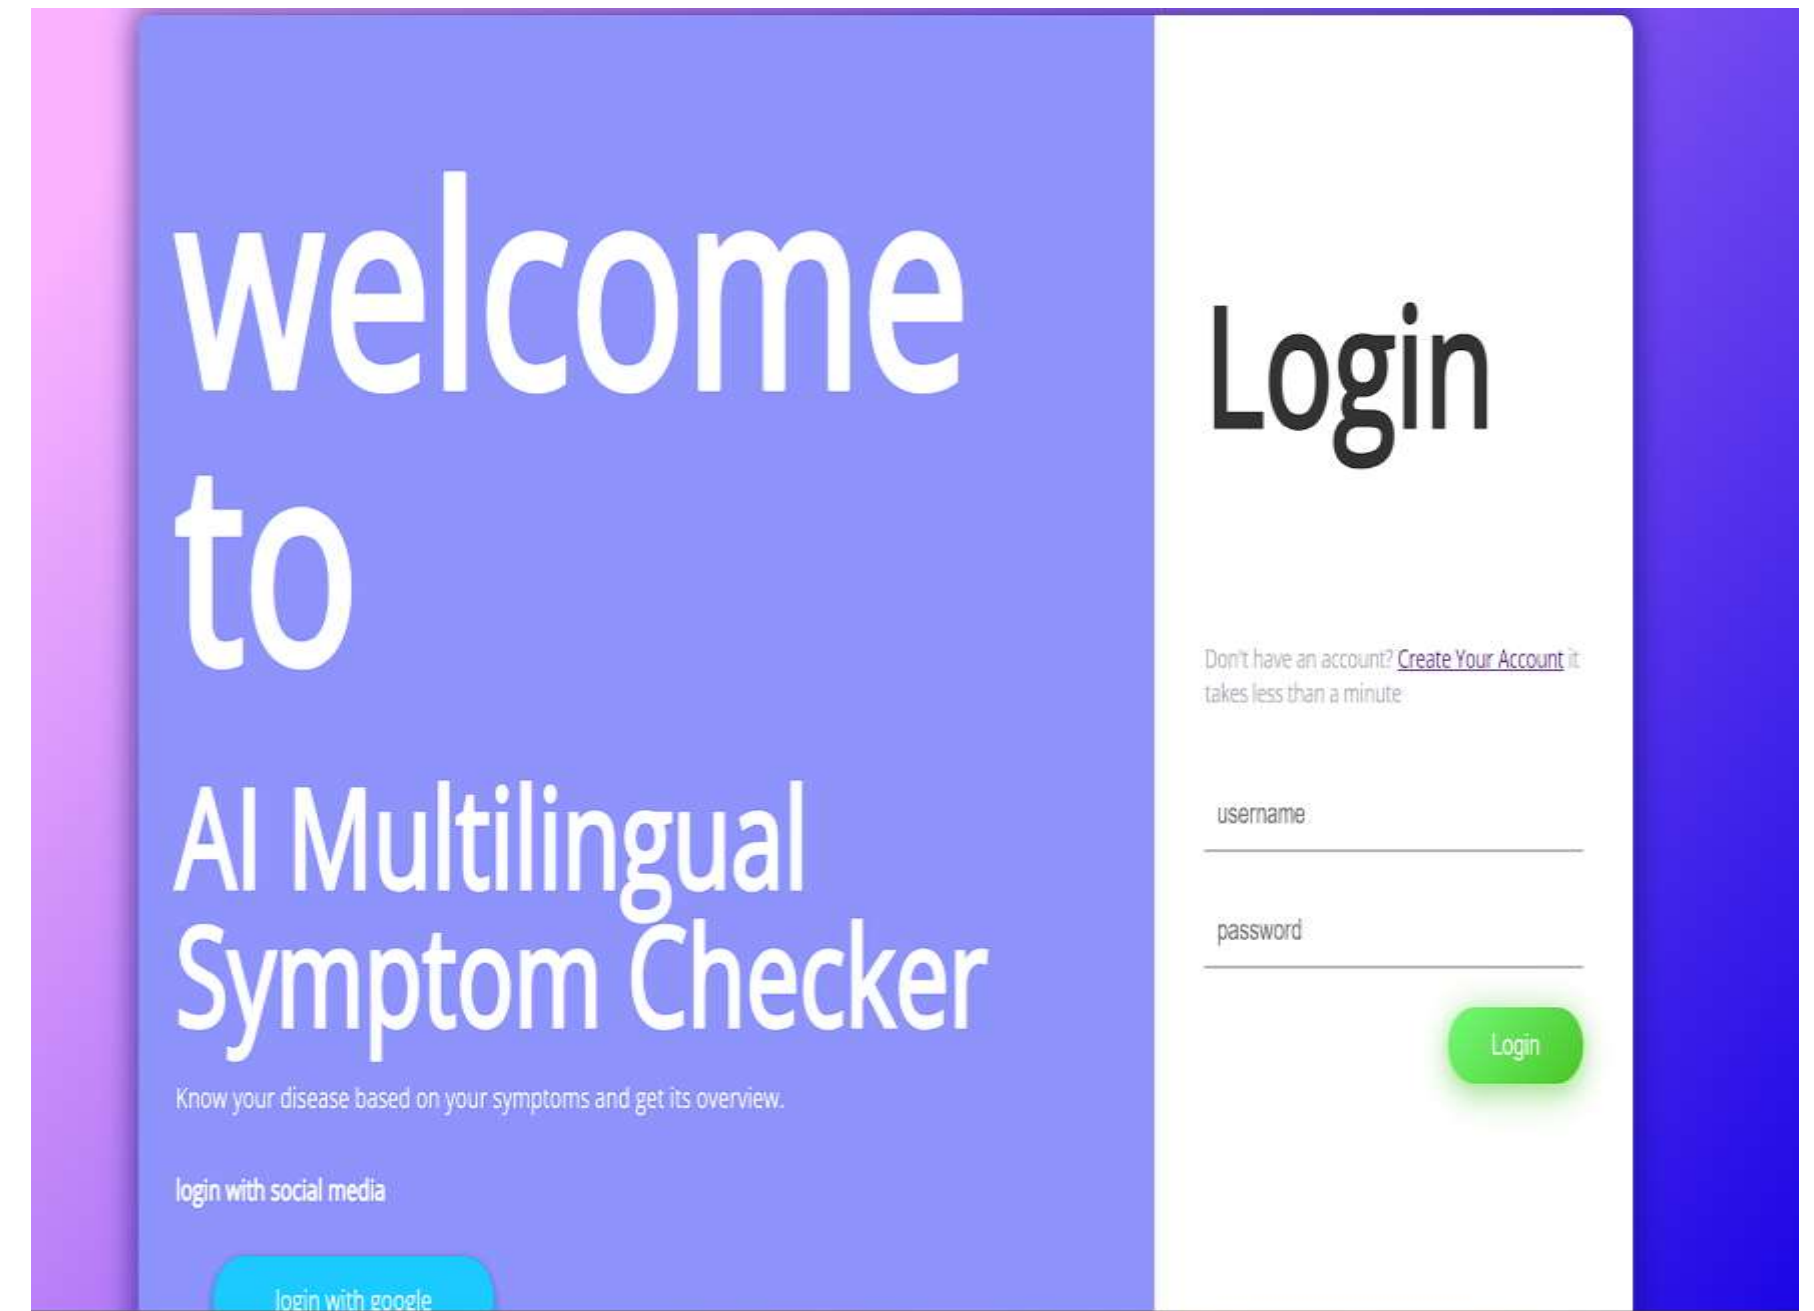 welcome
to
AI Multilingual
Symptom Checker
Know your disease based on your symptoms and get its overview.
login with social media
login with google
Login
Don't have an account? Create Your Account it
takes less than a minute
username
password
Login